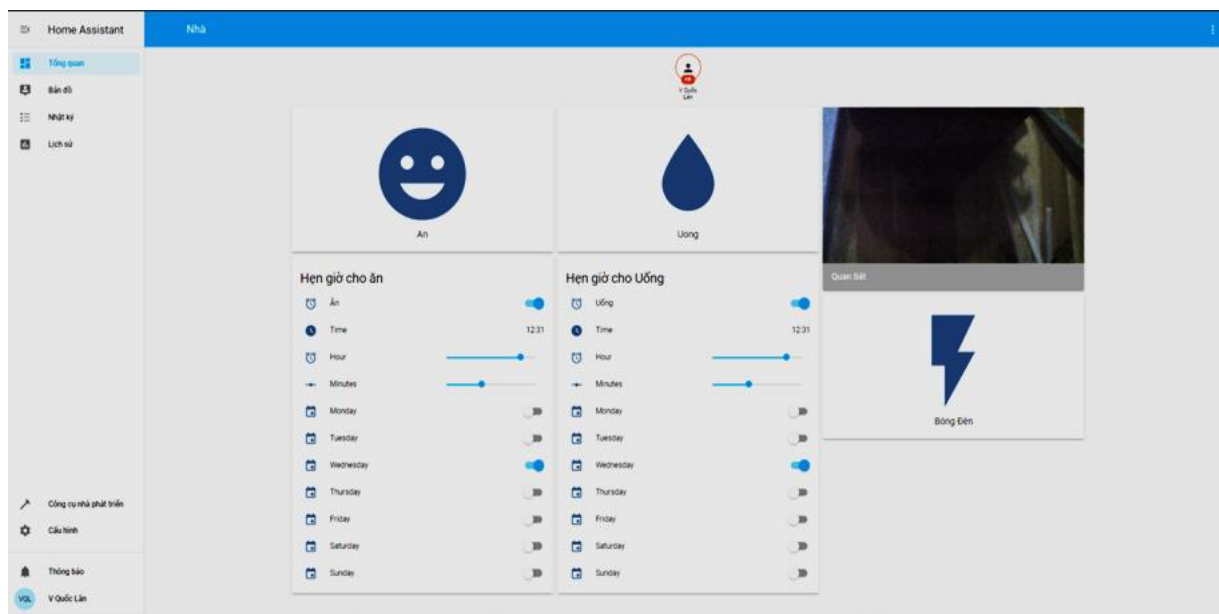 Home Assistant
Nhà
Tổng quan
Bản đồ
Nhật ký
Lịch sử
Công cụ nhà phát triển
Cấu hình
Thông báo
VQL
V Quốc Lân
V Quốc
Lân
An
Uong
Quan Sát
Bóng Đèn
Hẹn giờ cho ăn
Ăn
Time 12:31
Hour
Minutes
Monday
Tuesday
Wednesday
Thursday
Friday
Saturday
Sunday
Hẹn giờ cho Uống
Uống
Time 12:31
Hour
Minutes
Monday
Tuesday
Wednesday
Thursday
Friday
Saturday
Sunday